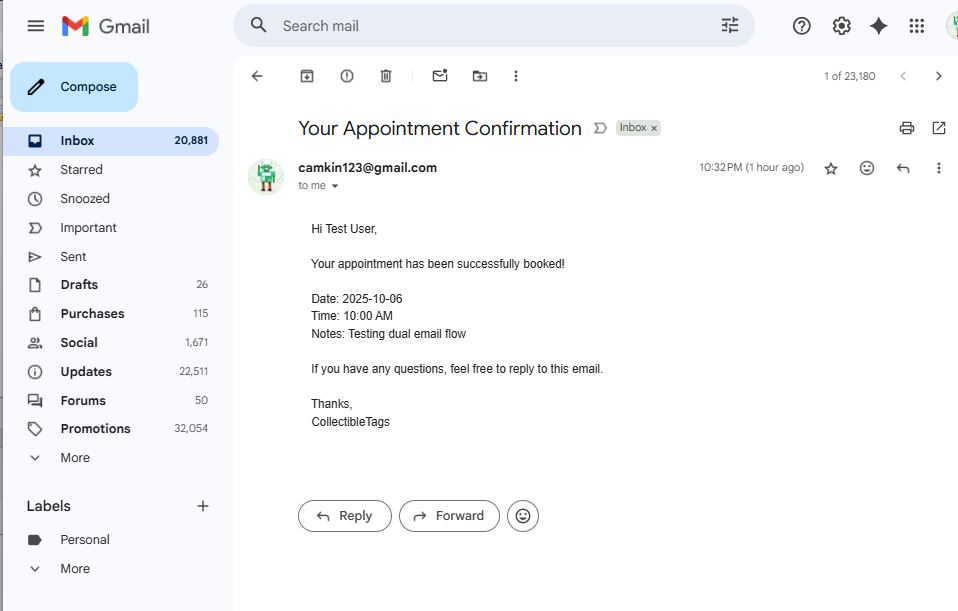 Gmail
Search mail
Compose
1 of 23,180
Inbox 20,881
Starred
Snoozed
Important
Sent
Drafts 26
Purchases 115
Social 1,671
Updates 22,511
Forums 50
Promotions 32,054
More
Labels
Personal
More
Your Appointment Confirmation
Inbox x
camkin123@gmail.com
10:32 PM (1 hour ago)
to me
Hi Test User,
Your appointment has been successfully booked!
Date: 2025-10-06
Time: 10:00 AM
Notes: Testing dual email flow
If you have any questions, feel free to reply to this email.
Thanks,
CollectibleTags
Reply
Forward